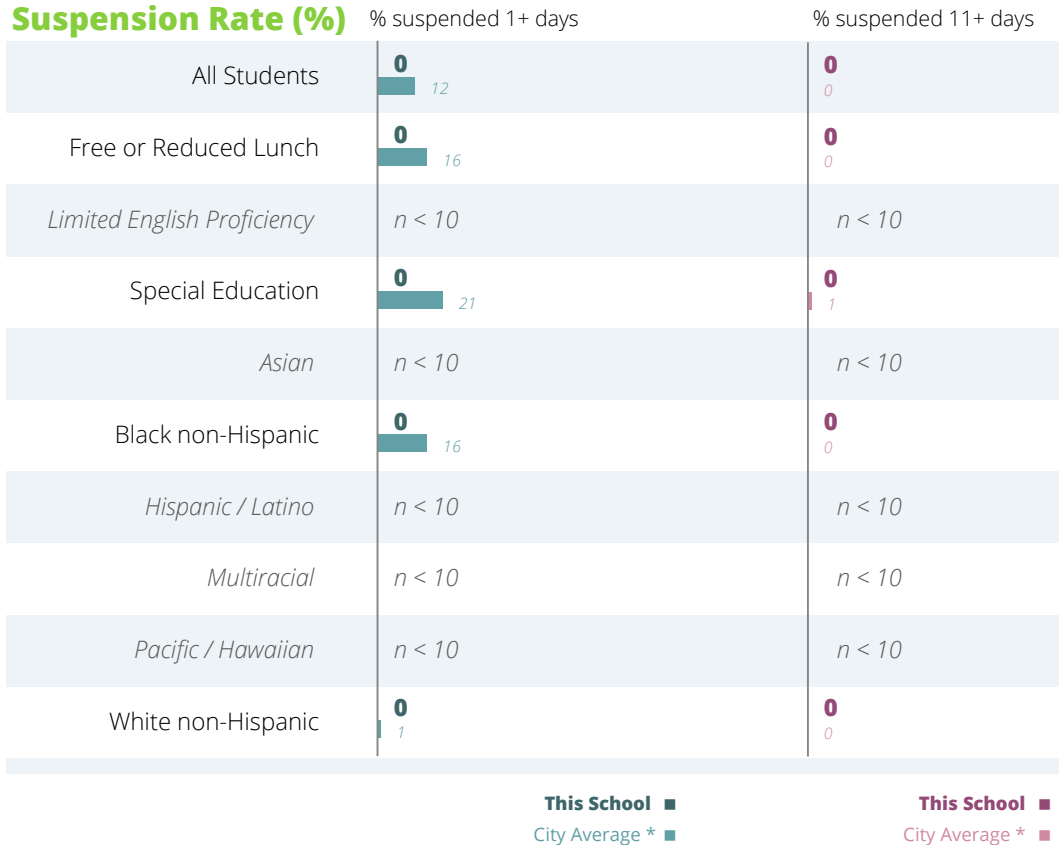 Suspension Rate (%) % suspended 1+ days % suspended 11+ days
All Students 0 0
12 0
Free or Reduced Lunch 0 0
16 0
Limited English Proficiency n < 10 n < 10
Special Education 0 0
21 1
Asian n < 10 n < 10
Black non-Hispanic 0 0
16 0
Hispanic / Latino n < 10 n < 10
Multiracial n < 10 n < 10
Pacific / Hawaiian n < 10 n < 10
White non-Hispanic 0 0
1 0
This School This School
City Average * City Average *